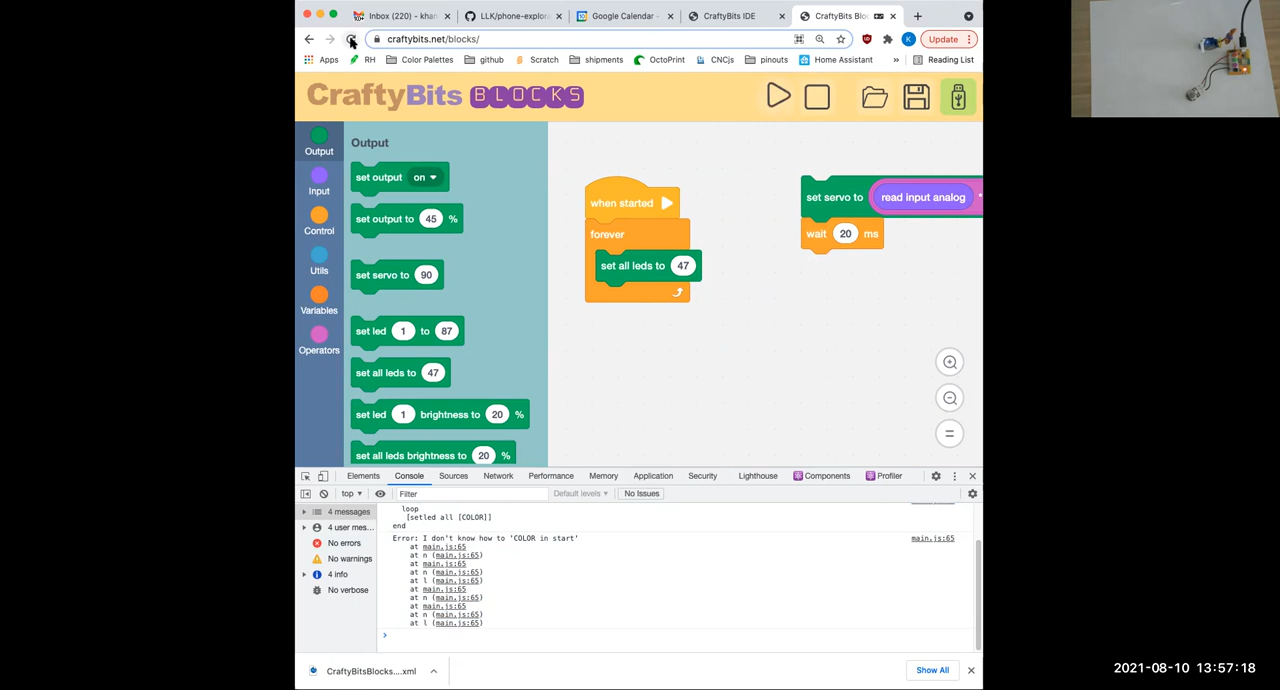 Inbox (220) - khan
LLK/phone-explor
Google Calendar -
CraftyBits IDE
CraftyBits Blo
craftybits.net/blocks/
K
Update
Apps
RH
Color Palettes
github
Scratch
shipments
OctoPrint
CNCjs
pinouts
Home Assistant
»
Reading List
CraftyBits BLOCKS
Output
Input
Control
Utils
Variables
Operators
Output
set output on
set output to 45 %
set servo to 90
set led 1 to 87
set all leds to 47
set led 1 brightness to 20 %
set all leds brightness to 20 %
when started
forever
set all leds to 47
set servo to read input analog
wait 20 ms
Elements Console Sources Network Performance Memory Application Security Lighthouse Components Profiler
top
Filter
Default levels
No Issues
4 messages
4 user mes...
No errors
No warnings
4 info
No verbose
loop
[setled all [COLOR]]
end
Error: I don't know how to 'COLOR in start' main.js:65
at main.js:65
at n (main.js:65)
at main.js:65
at n (main.js:65)
at l (main.js:65)
at main.js:65
at n (main.js:65)
at main.js:65
at n (main.js:65)
at l (main.js:65)
CraftyBitsBlocks....xml
Show All
2021-08-10 13:57:18